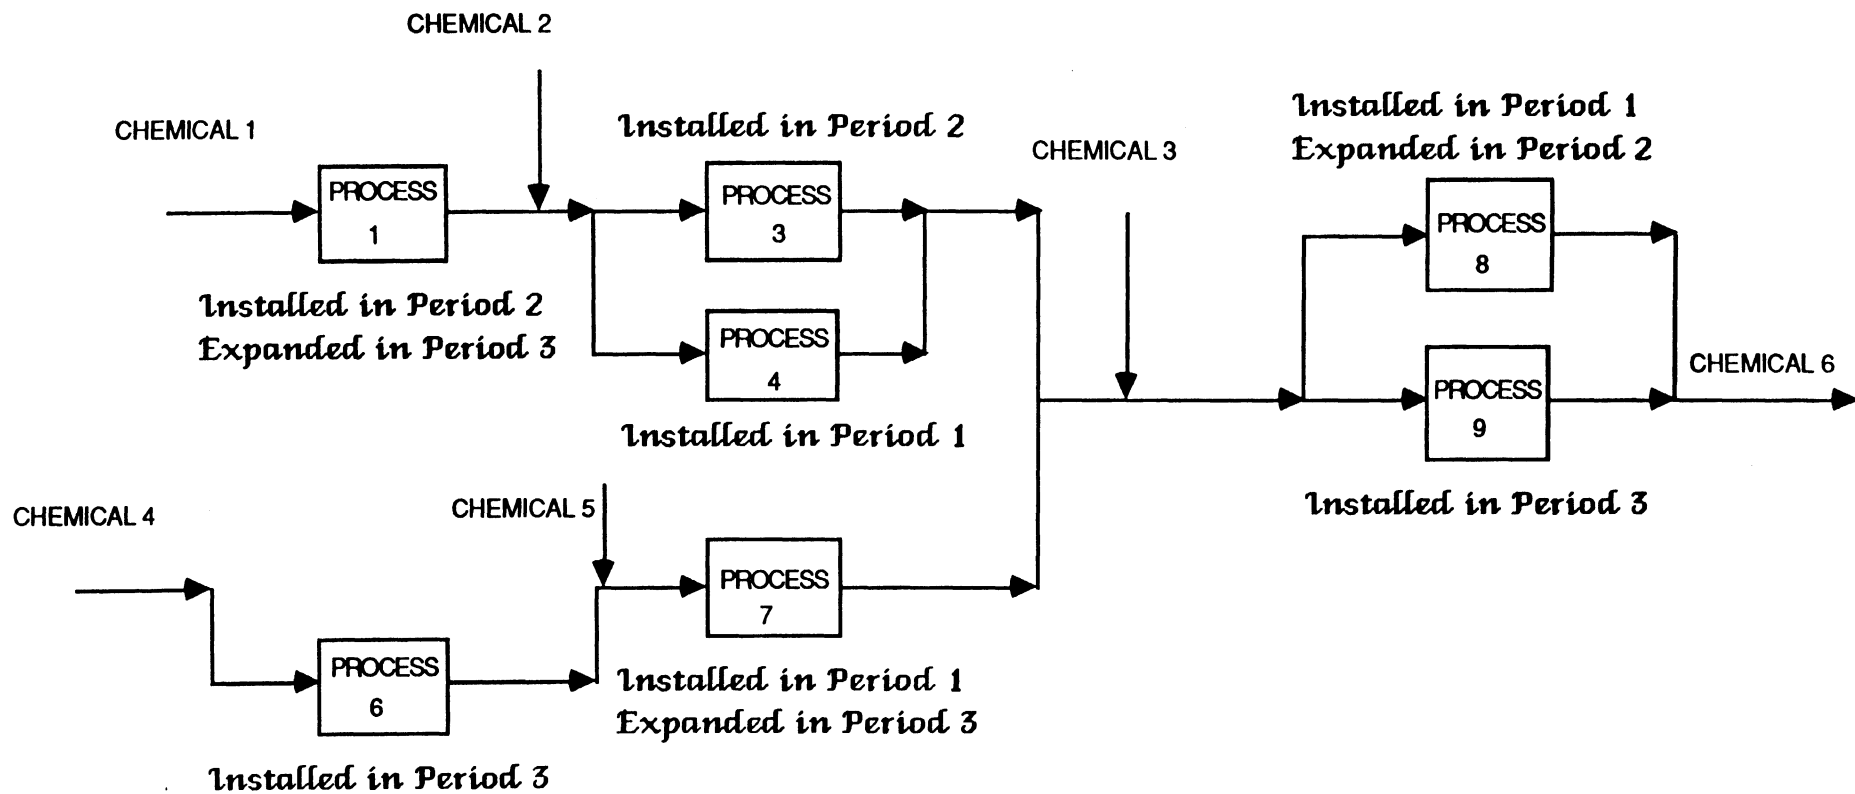 CHEMICAL 2
CHEMICAL 1
Installed in Period 2
Installed in Period 1
Expanded in Period 2
CHEMICAL 3
PROCESS
1
PROCESS
3
PROCESS
8
Installed in Period 2
Expanded in Period 3
PROCESS
4
PROCESS
9
CHEMICAL 6
Installed in Period 1
Installed in Period 3
CHEMICAL 4
CHEMICAL 5
PROCESS
7
PROCESS
6
Installed in Period 1
Expanded in Period 3
Installed in Period 3